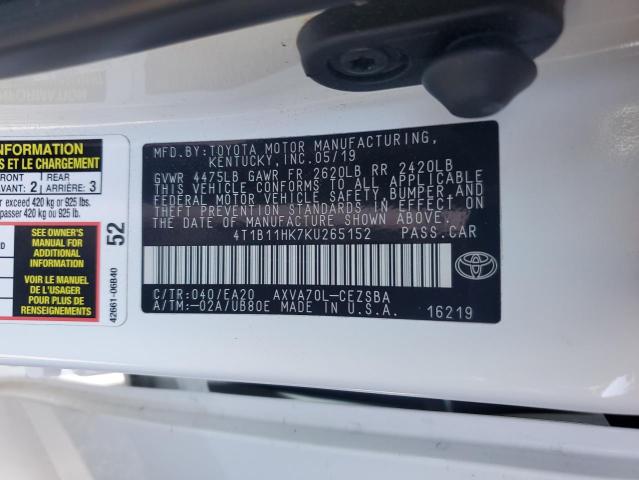 MFD.BY:TOYOTA MOTOR MANUFACTURING,
KENTUCKY, INC.05/19
GVWR 4475LB GAWR FR 2620LB RR 2420LB
THIS VEHICLE CONFORMS TO ALL APPLICABLE
FEDERAL MOTOR VEHICLE SAFETY, BUMPER, AND
THEFT PREVENTION STANDARDS IN EFFECT ON
THE DATE OF MANUFACTURE SHOWN ABOVE.
4T1B11HK7KU265152 PASS.CAR
C/TR:040/EA20 AXVA70L-CEZSBA
A/TM:-02A/UB80E MADE IN U.S.A.
16219
TOYOTA
INFORMATION
ET LE CHARGEMENT
1 REAR
AVANT: 2 ARRIÈRE: 3
exceed 420 kg or 925 lbs.
passer 420 kg ou 925 lb.
SEE OWNER'S
MANUAL FOR
ADDITIONAL
INFORMATION
VOIR LE MANUEL
DE L'USAGER
POUR PLUS DE
RENSEIGNEMENTS
52
42661-06B40